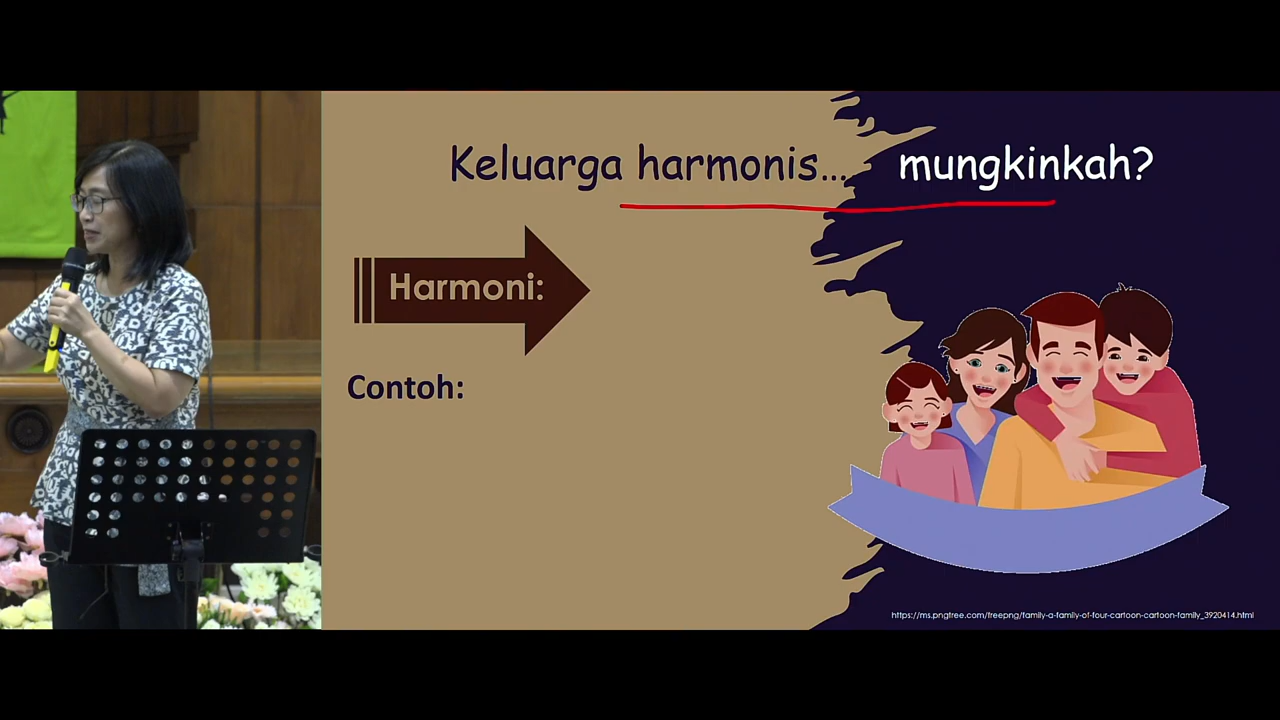 Keluarga harmonis... mungkinkah?
Harmoni:
Contoh:
https://ms.pngtree.com/freepng/family-a-family-of-four-cartoon-cartoon-family_3920414.html